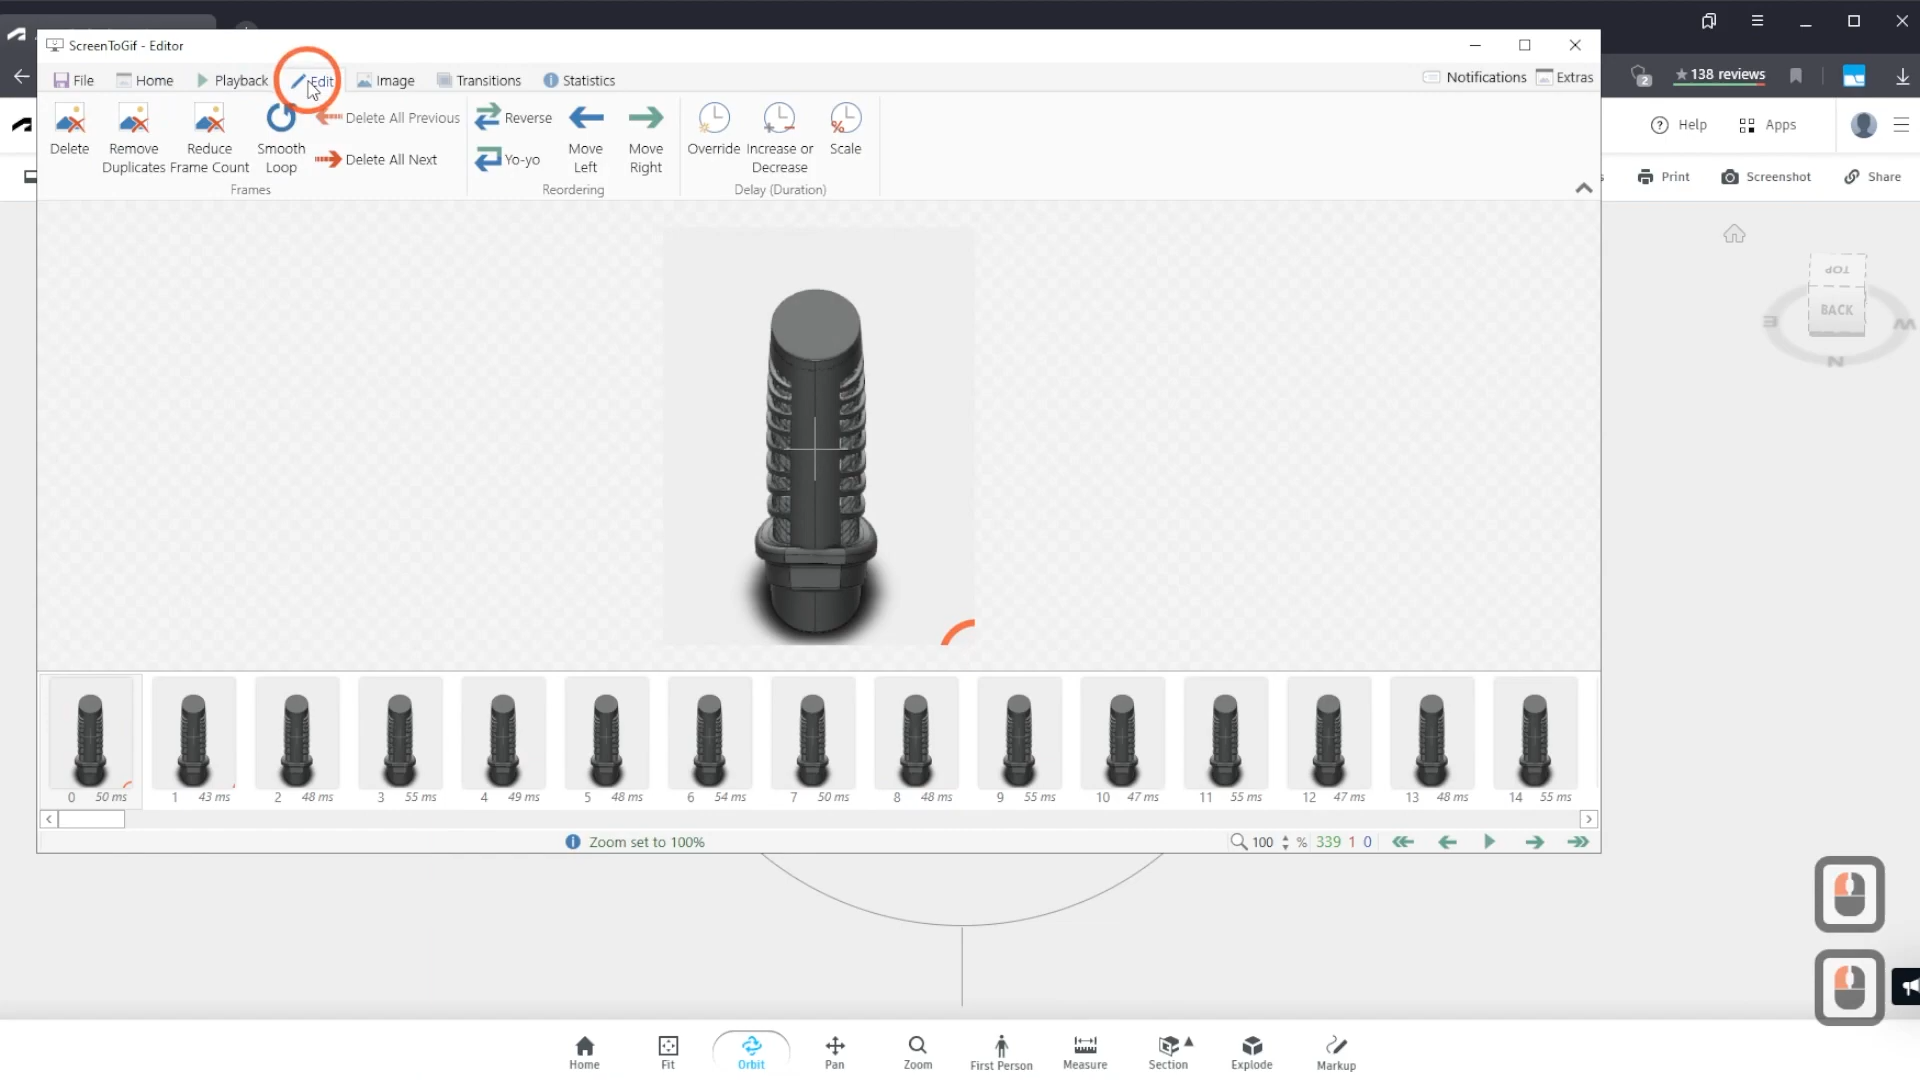 ScreenToGif - Editor
File Home Playback Edit Image Transitions Statistics
Notifications Extras
138 reviews
2
Delete
Remove Duplicates
Reduce Frame Count
Smooth Loop
Delete All Previous
Delete All Next
Frames
Reverse
Yo-yo
Move Left
Move Right
Reordering
Override
Increase or Decrease
Scale
Delay (Duration)
Help Apps
Print Screenshot Share
TOP
BACK
E
W
N
0 50 ms
1 43 ms
2 48 ms
3 55 ms
4 49 ms
5 48 ms
6 54 ms
7 50 ms
8 48 ms
9 55 ms
10 47 ms
11 55 ms
12 47 ms
13 48 ms
14 55 ms
Zoom set to 100%
100 % 339 1 0
Home Fit Orbit Pan Zoom First Person Measure Section Explode Markup